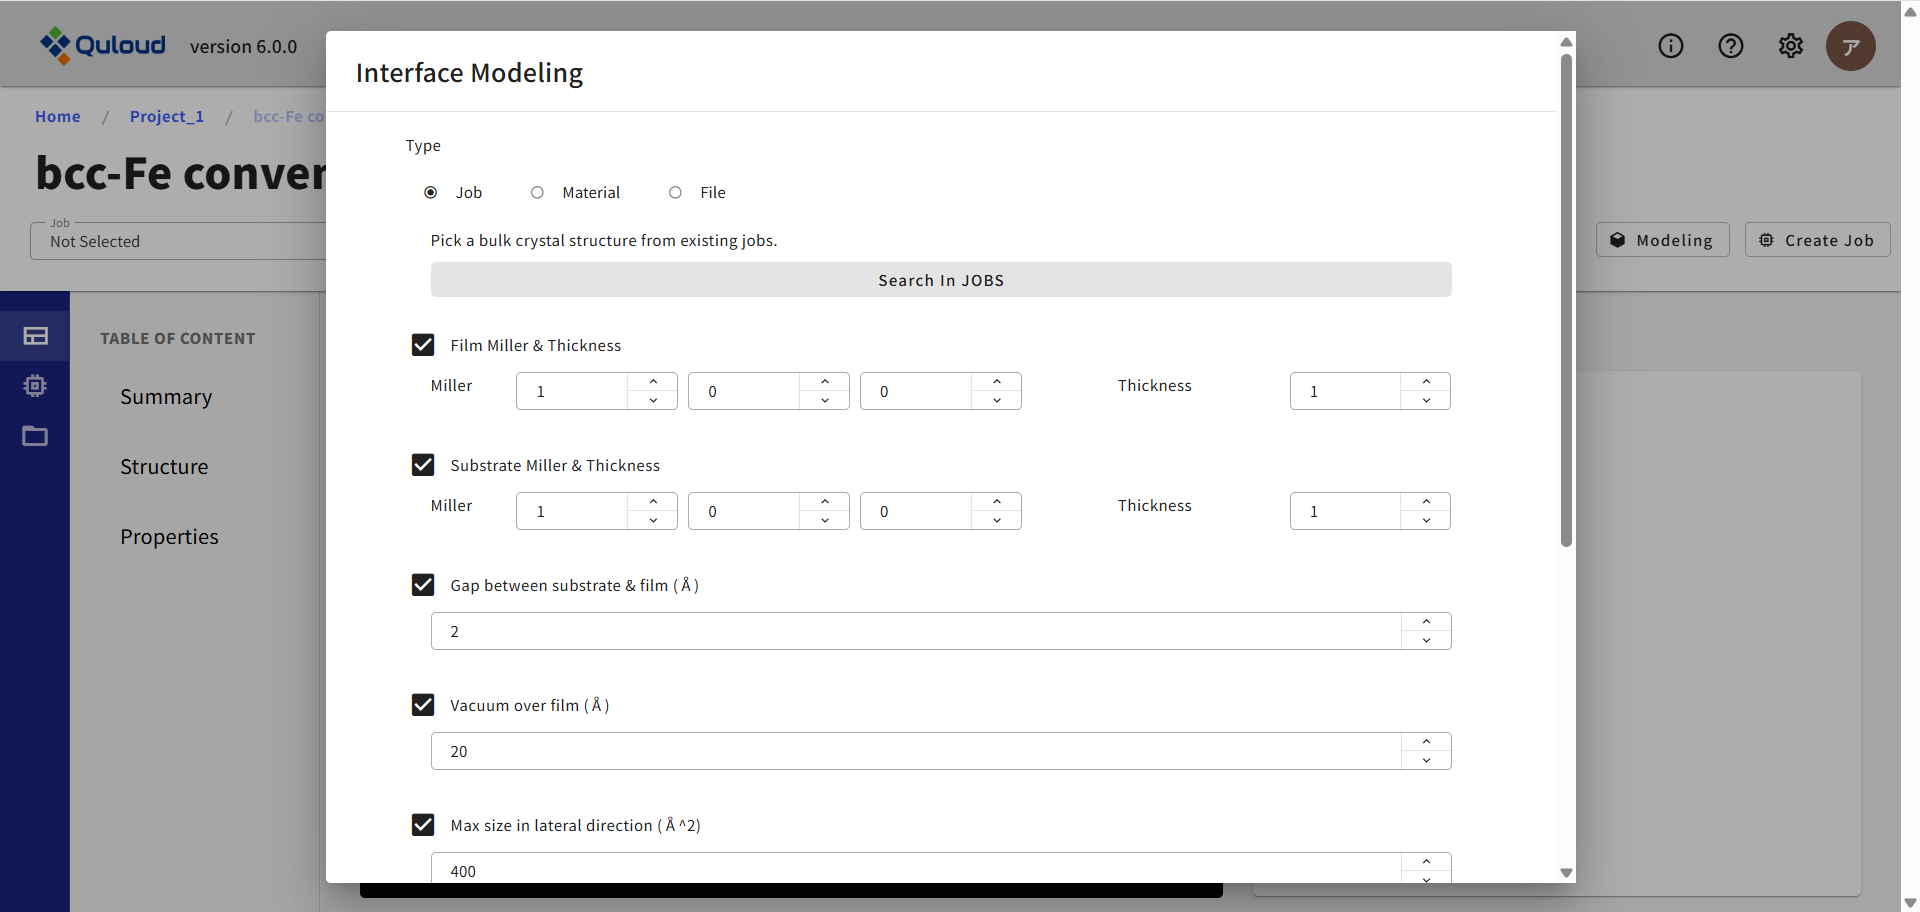 Quloud version 6.0.0
ア
Home / Project_1 / bcc-Fe co
bcc-Fe conver
Job
Not Selected
Modeling
Create Job
TABLE OF CONTENT
Summary
Structure
Properties
Interface Modeling
Type
Job Material File
Pick a bulk crystal structure from existing jobs.
Search In JOBS
Film Miller & Thickness
Miller 1 0 0 Thickness 1
Substrate Miller & Thickness
Miller 1 0 0 Thickness 1
Gap between substrate & film (Å)
2
Vacuum over film (Å)
20
Max size in lateral direction (Å^2)
400